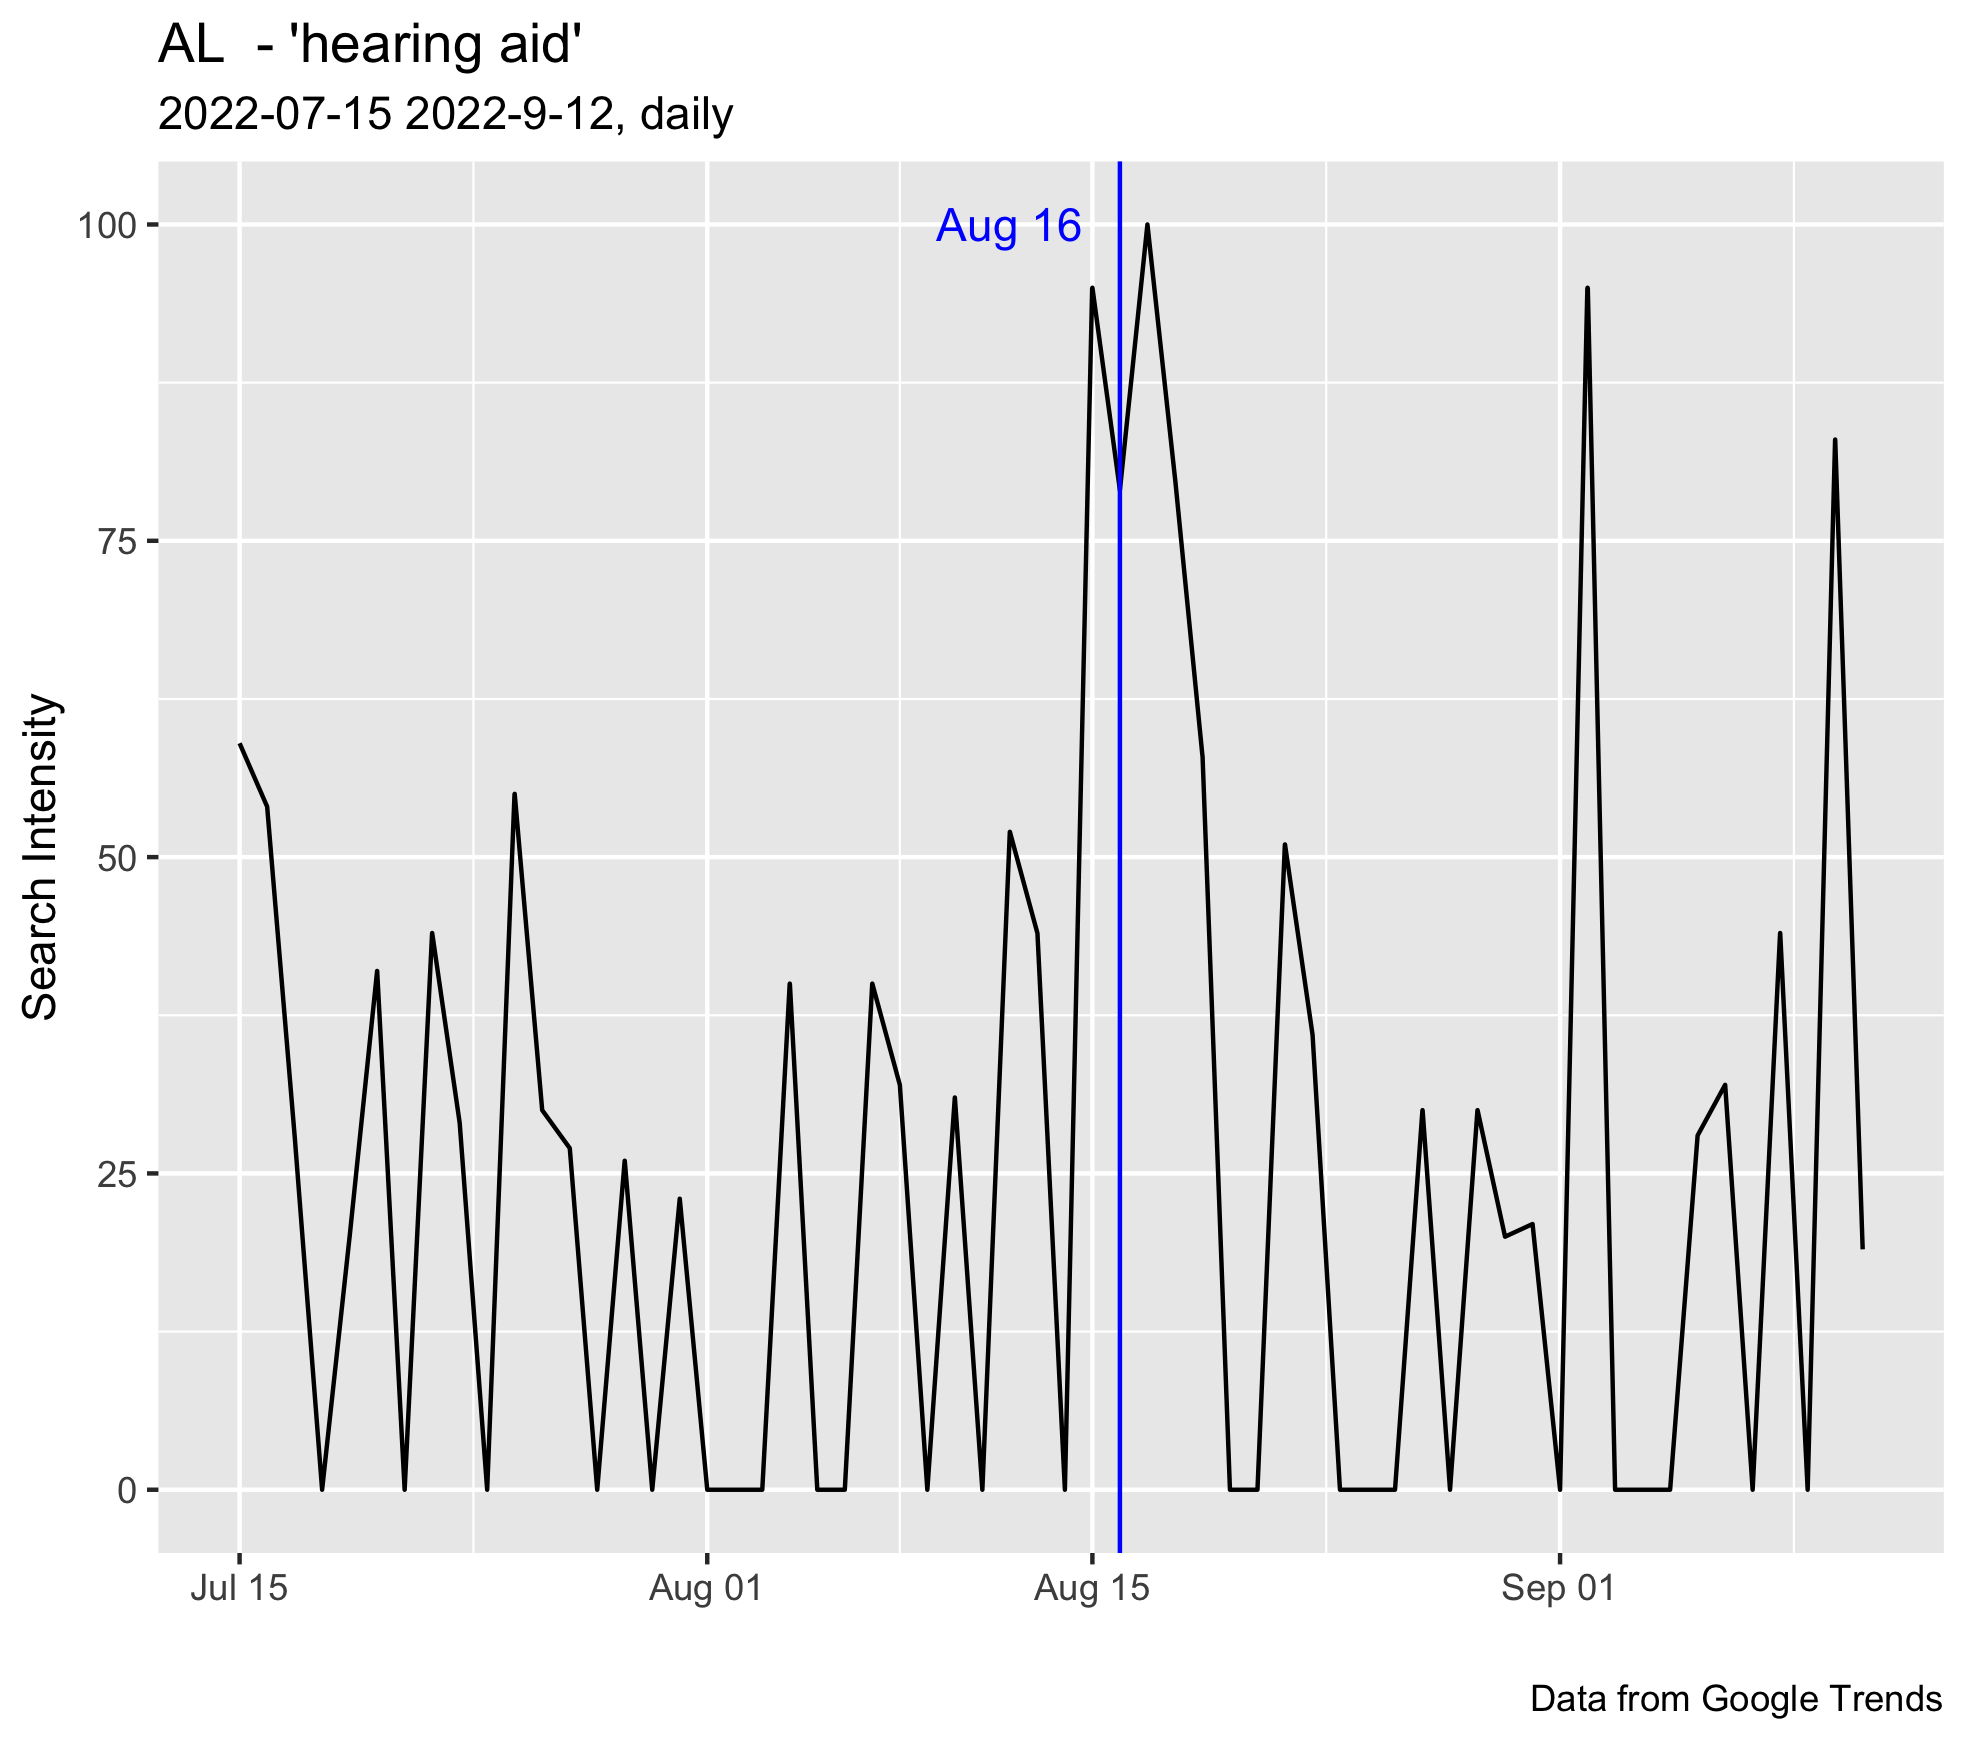 AL  - 'hearing aid'
2022-07-15 2022-9-12, daily
Aug 16
100
75
50
25
0
Search Intensity
Jul 15
Aug 01
Aug 15
Sep 01
Data from Google Trends